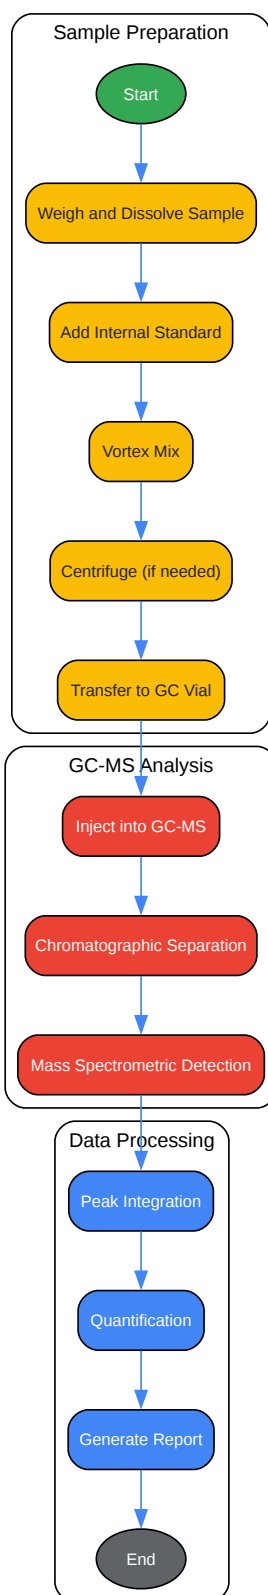 Sample Preparation
Start
Weigh and Dissolve Sample
Add Internal Standard
Vortex Mix
Centrifuge (if needed)
Transfer to GC Vial
GC-MS Analysis
Inject into GC-MS
Chromatographic Separation
Mass Spectrometric Detection
Data Processing
Peak Integration
Quantification
Generate Report
End